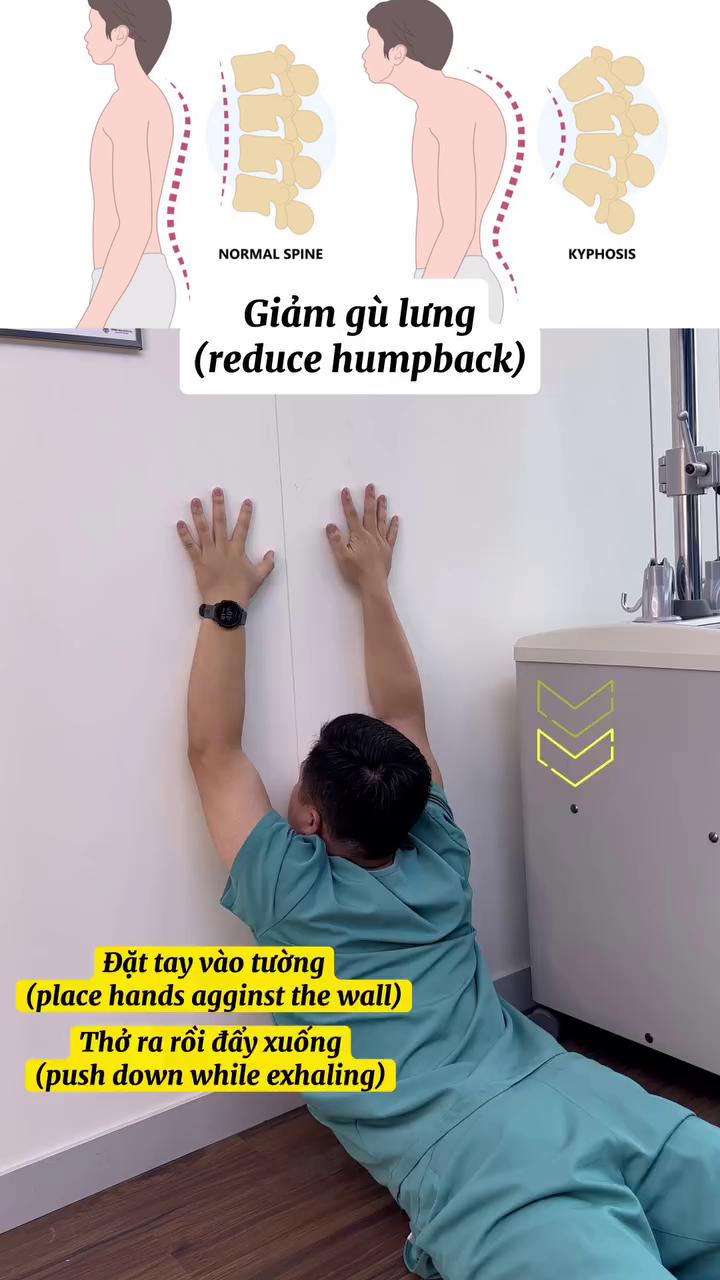 NORMAL SPINE
KYPHOSIS
Giảm gù lưng
(reduce humpback)
Đặt tay vào tường
(place hands agginst the wall)
Thở ra rồi đẩy xuống
(push down while exhaling)